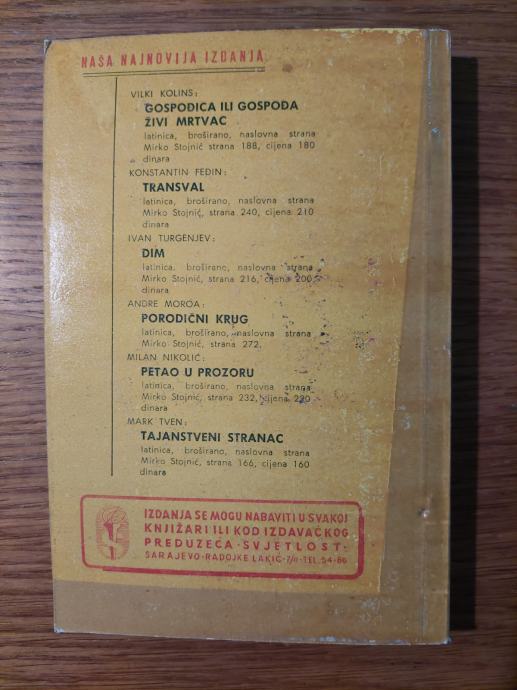 NAŠA NAJNOVIJA IZDANJA
VILKI KOLINS:
GOSPOĐICA ILI GOSPOĐA
ŽIVI MRTVAC
latinica, broširano, naslovna strana
Mirko Stojnić strana 188, cijena 180
dinara
KONSTANTIN FEDIN:
TRANSVAL
latinica, broširano, naslovna strana
Mirko Stojnić, strana 240, cijena 210
dinara
IVAN TURGENJEV:
DIM
latinica, broširano, naslovna strana
Mirko Stojnić, strana 216, cijena 200
dinara
ANDRE MOROA:
PORODIČNI KRUG
latinica, broširano, naslovna strana
Mirko Stojnić, strana 272,
MILAN NIKOLIĆ:
PETAO U PROZORU
latinica, broširano, naslovna strana
Mirko Stojnić, strana 232, cijena 220
dinara
MARK TVEN:
TAJANSTVENI STRANAC
latinica, broširano, naslovna strana
Mirko Stojnić, strana 166, cijena 160
dinara
IZDANJA SE MOGU NABAVITI U SVAKOJ
KNJIŽARI ILI KOD IZDAVAČKOG
PREDUZEĆA • SVJETLOST •
SARAJEVO • RADOJKE LAKIĆ • 7/II • TEL. 54-86